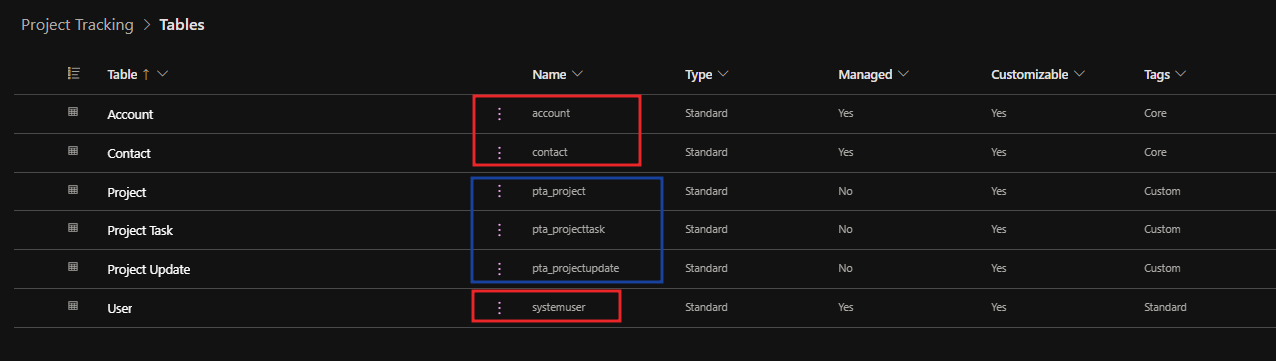 Project Tracking > Tables
Table ↑ Name Type Managed Customizable Tags
Account account Standard Yes Yes Core
Contact contact Standard Yes Yes Core
Project pta_project Standard No Yes Custom
Project Task pta_projecttask Standard No Yes Custom
Project Update pta_projectupdate Standard No Yes Custom
User systemuser Standard Yes Yes Standard